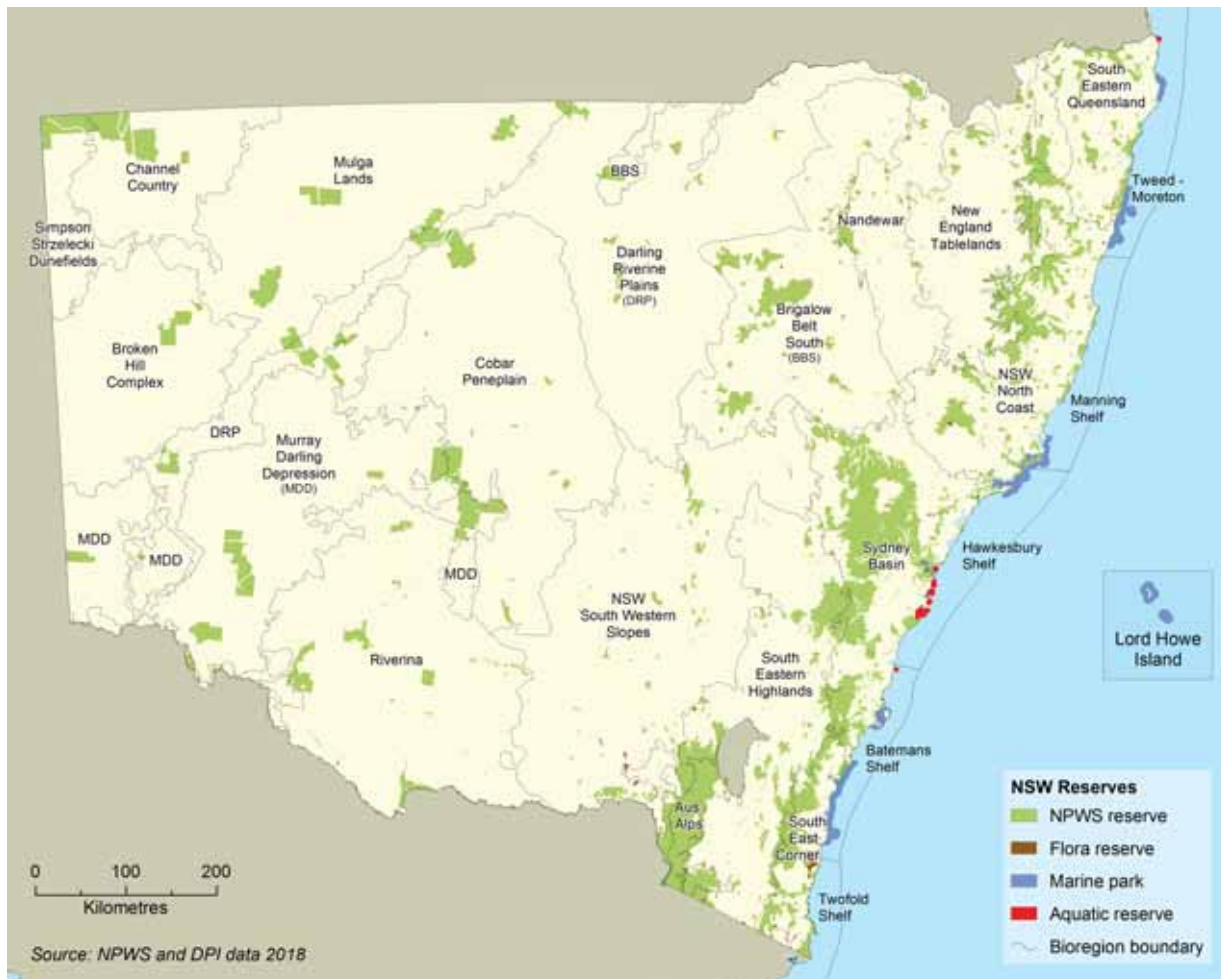 South
Eastern
Queensland
Channel
Country
Mulga
Lands
BBS
Tweed -
Moreton
Simpson
Strzelecki
Dunefields
Nandewar
New
England
Tablelands
Darling
Riverine
Plains
(DRP)
Brigalow
Belt
South
(BBS)
Broken
Hill
Complex
Cobar
Peneplain
NSW
North
Coast
Manning
Shelf
DRP
Murray
Darling
Depression
(MDD)
MDD
MDD
MDD
Sydney
Basin
Hawkesbury
Shelf
NSW
South Western
Slopes
Lord Howe
Island
Riverina
South
Eastern
Highlands
Batemans
Shelf
Aus
Alps
South
East
Corner
Twofold
Shelf
NSW Reserves
NPWS reserve
Flora reserve
Marine park
Aquatic reserve
Bioregion boundary
0 100 200
Kilometres
Source: NPWS and DPI data 2018